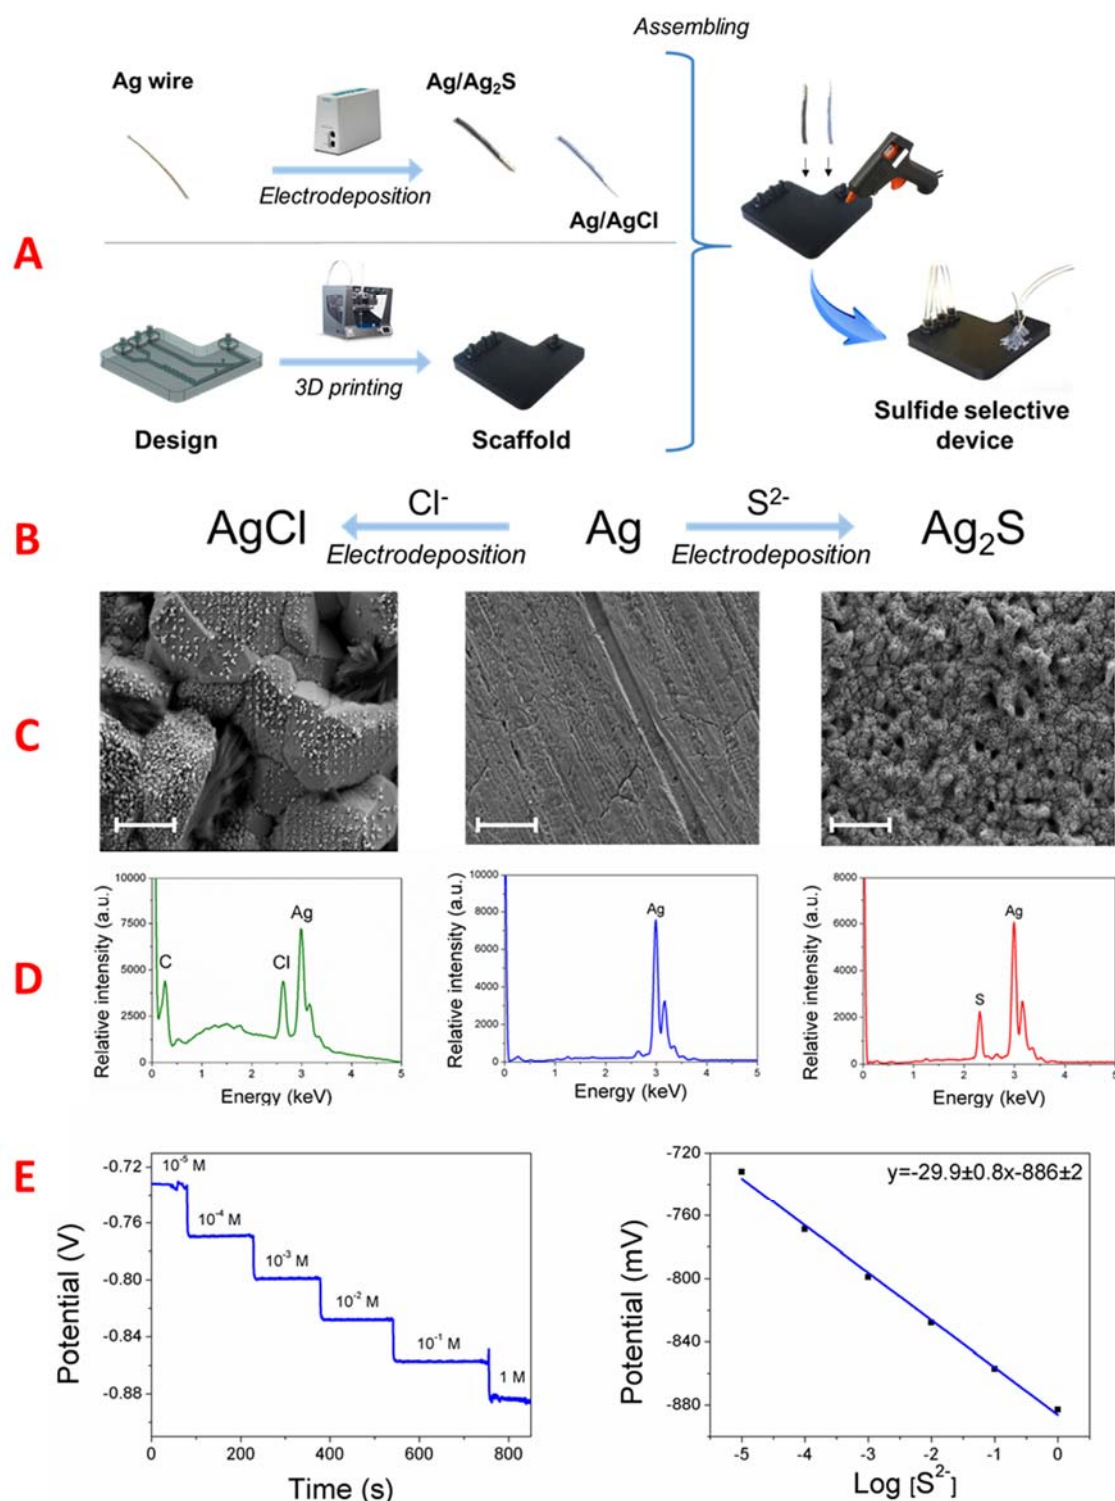 Assembling
Ag wire
Ag/Ag₂S
Electrodeposition
Ag/AgCl
A
3D printing
Design
Scaffold
Sulfide selective
device
B
AgCl
Cl⁻
Electrodeposition
Ag
S²⁻
Electrodeposition
Ag₂S
C
D
Relative intensity (a.u.)
10000
7500
5000
2500
0
C
Cl
Ag
0 1 2 3 4 5
Energy (keV)
Relative intensity (a.u.)
10000
8000
6000
4000
2000
0
Ag
0 1 2 3 4 5
Energy (keV)
Relative intensity (a.u.)
8000
6000
4000
2000
0
S
Ag
0 1 2 3 4 5
Energy (keV)
E
Potential (V)
-0.72
-0.76
-0.80
-0.84
-0.88
10⁻⁵ M
10⁻⁴ M
10⁻³ M
10⁻² M
10⁻¹ M
1 M
0 200 400 600 800
Time (s)
Potential (mV)
-720
-760
-800
-840
-880
y=-29.9±0.8x-886±2
-5 -4 -3 -2 -1 0
Log [S²⁻]